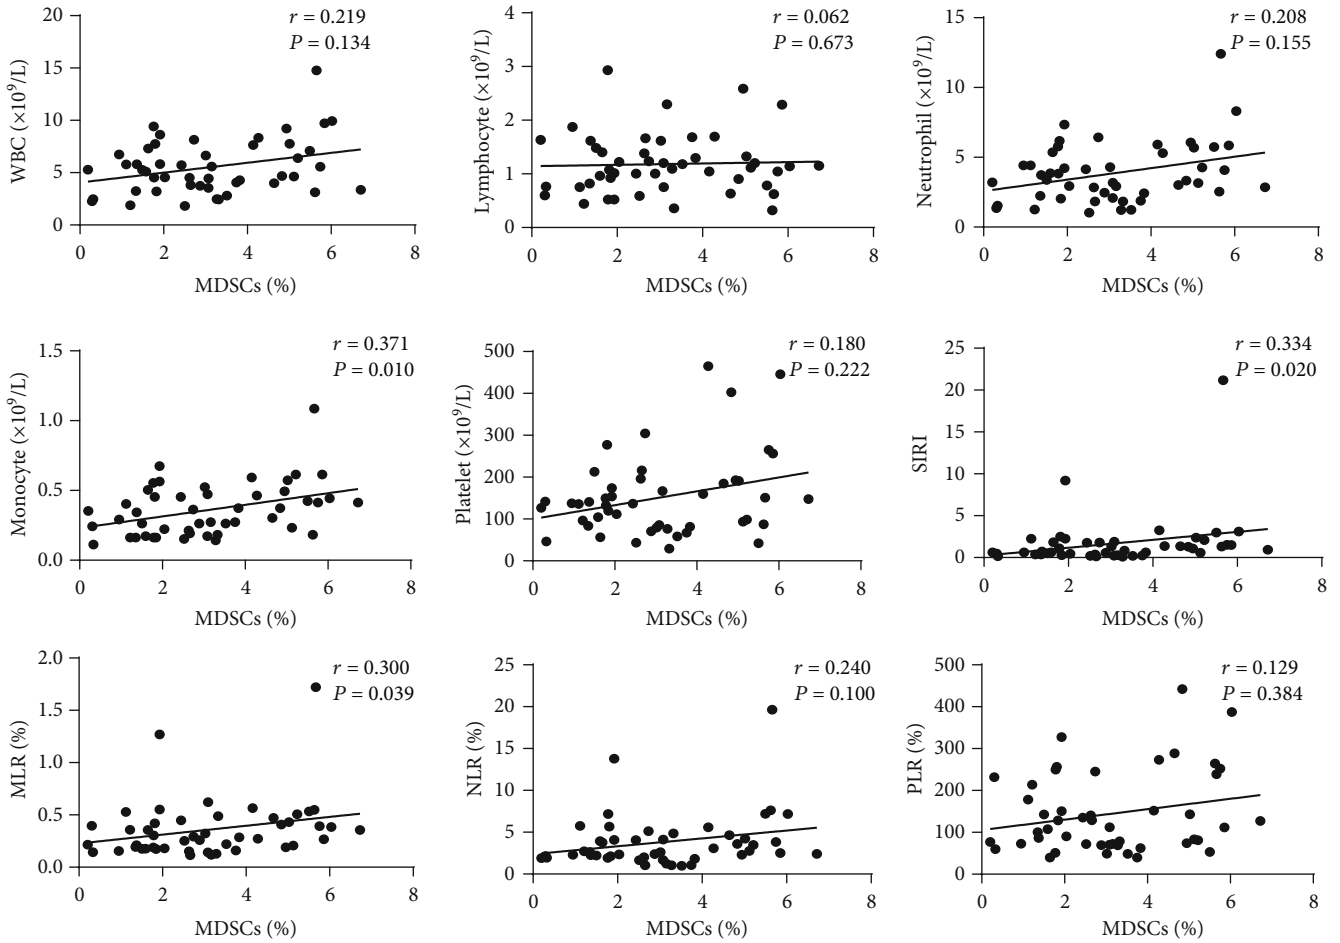 r = 0.219
P = 0.134
WBC (×10⁹/L)
20
15
10
5
0
0 2 4 6 8
MDSCs (%)
r = 0.062
P = 0.673
Lymphocyte (×10⁹/L)
4
3
2
1
0
0 2 4 6 8
MDSCs (%)
r = 0.208
P = 0.155
Neutrophil (×10⁹/L)
15
10
5
0
0 2 4 6 8
MDSCs (%)
r = 0.371
P = 0.010
Monocyte (×10⁹/L)
1.5
1.0
0.5
0.0
0 2 4 6 8
MDSCs (%)
r = 0.180
P = 0.222
Platelet (×10⁹/L)
500
400
300
200
100
0
0 2 4 6 8
MDSCs (%)
r = 0.334
P = 0.020
SIRI
25
20
15
10
5
0
0 2 4 6 8
MDSCs (%)
r = 0.300
P = 0.039
MLR (%)
2.0
1.5
1.0
0.5
0.0
0 2 4 6 8
MDSCs (%)
r = 0.240
P = 0.100
NLR (%)
25
20
15
10
5
0
0 2 4 6 8
MDSCs (%)
r = 0.129
P = 0.384
PLR (%)
500
400
300
200
100
0
0 2 4 6 8
MDSCs (%)